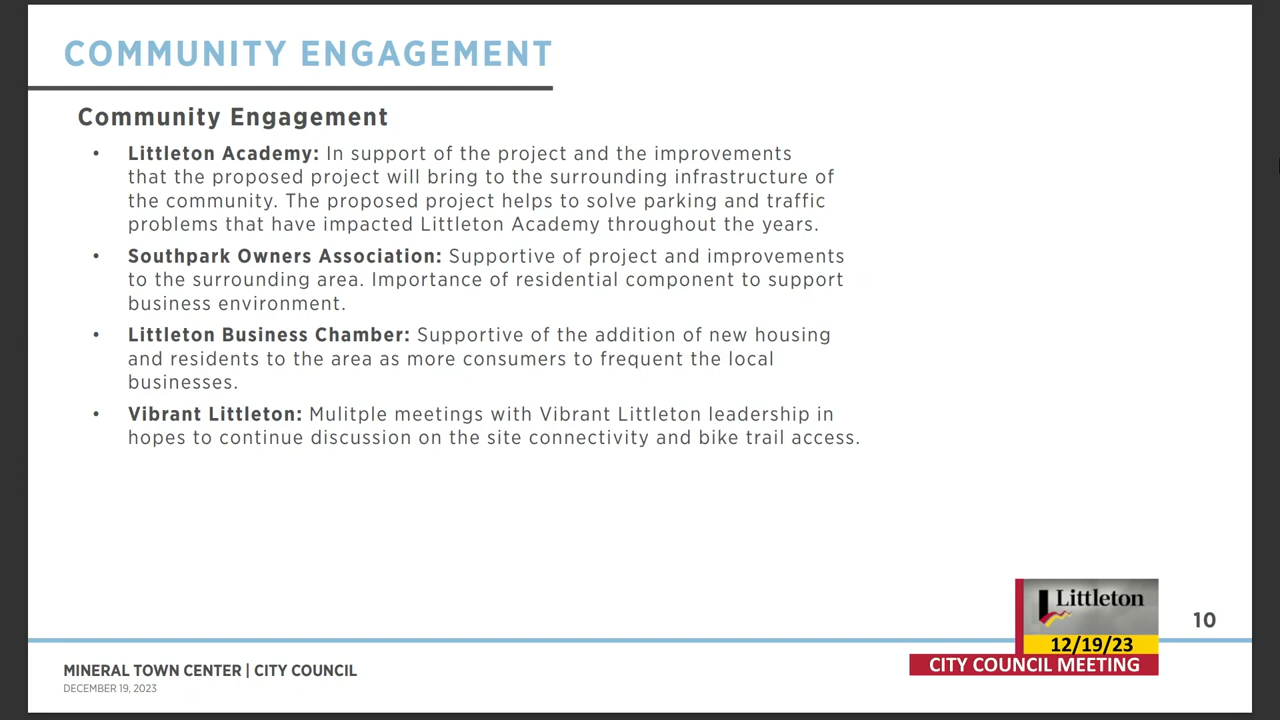 COMMUNITY ENGAGEMENT
Community Engagement
• Littleton Academy: In support of the project and the improvements
that the proposed project will bring to the surrounding infrastructure of
the community. The proposed project helps to solve parking and traffic
problems that have impacted Littleton Academy throughout the years.
• Southpark Owners Association: Supportive of project and improvements
to the surrounding area. Importance of residential component to support
business environment.
• Littleton Business Chamber: Supportive of the addition of new housing
and residents to the area as more consumers to frequent the local
businesses.
• Vibrant Littleton: Mulitple meetings with Vibrant Littleton leadership in
hopes to continue discussion on the site connectivity and bike trail access.
Littleton
10
12/19/23
CITY COUNCIL MEETING
MINERAL TOWN CENTER | CITY COUNCIL
DECEMBER 19, 2023